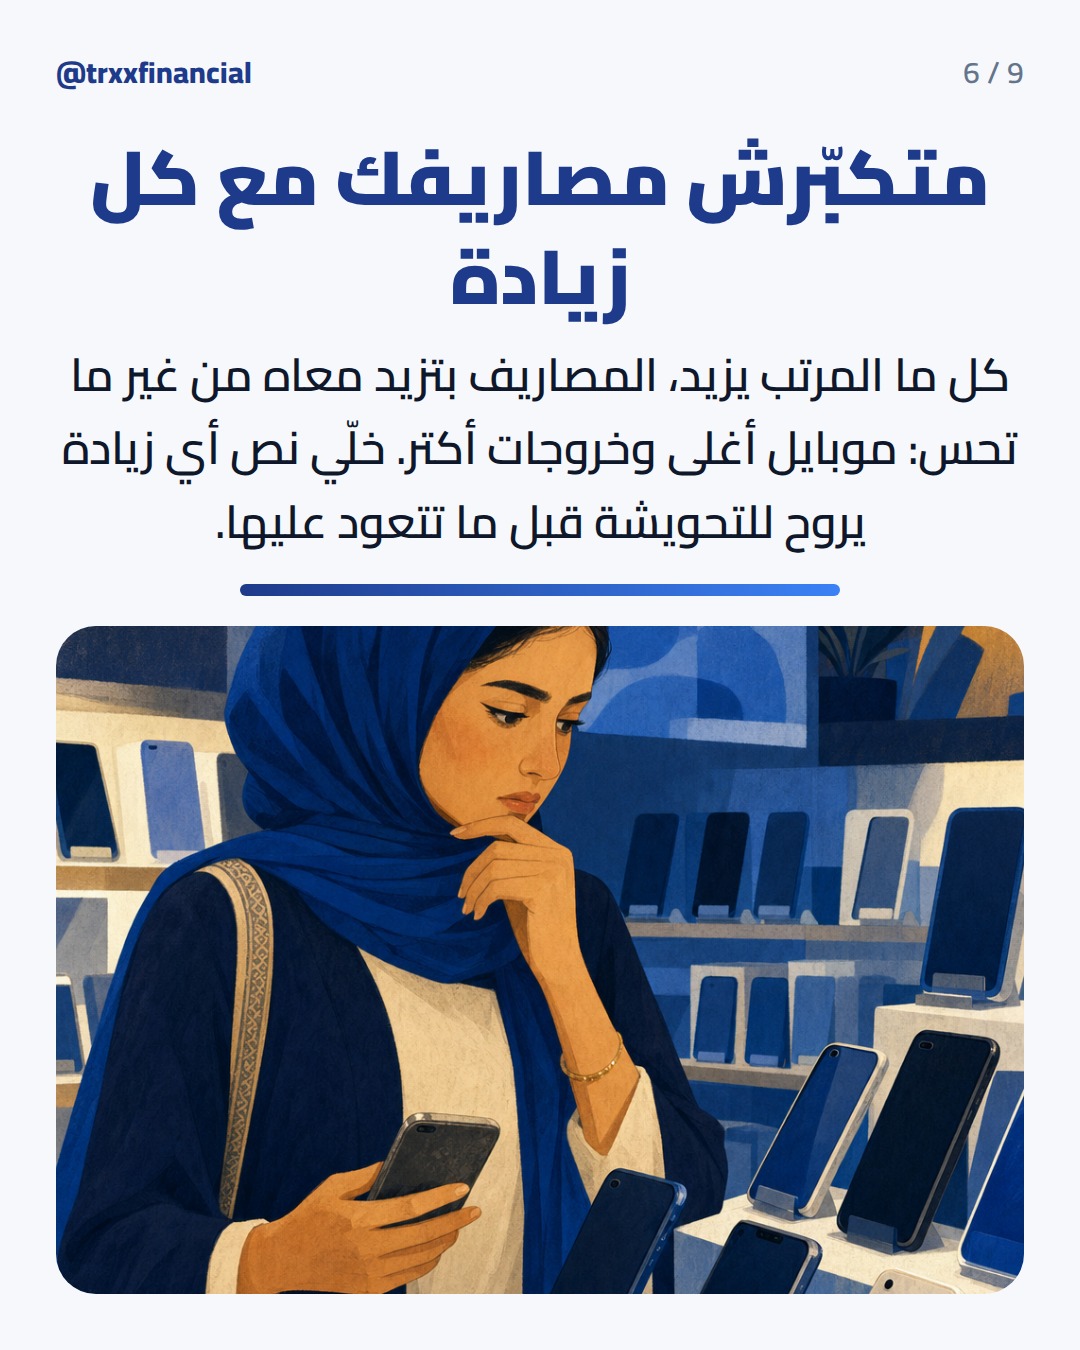 @trxxfinancial
6 / 9
متكبّرش مصاريفك مع كل
زيادة
كل ما المرتب يزيد، المصاريف بتزيد معاه من غير ما
تحس: موبايل أغلى وخروجات أكتر. خلّي نص أي زيادة
يروح للتحويشة قبل ما تتعود عليها.